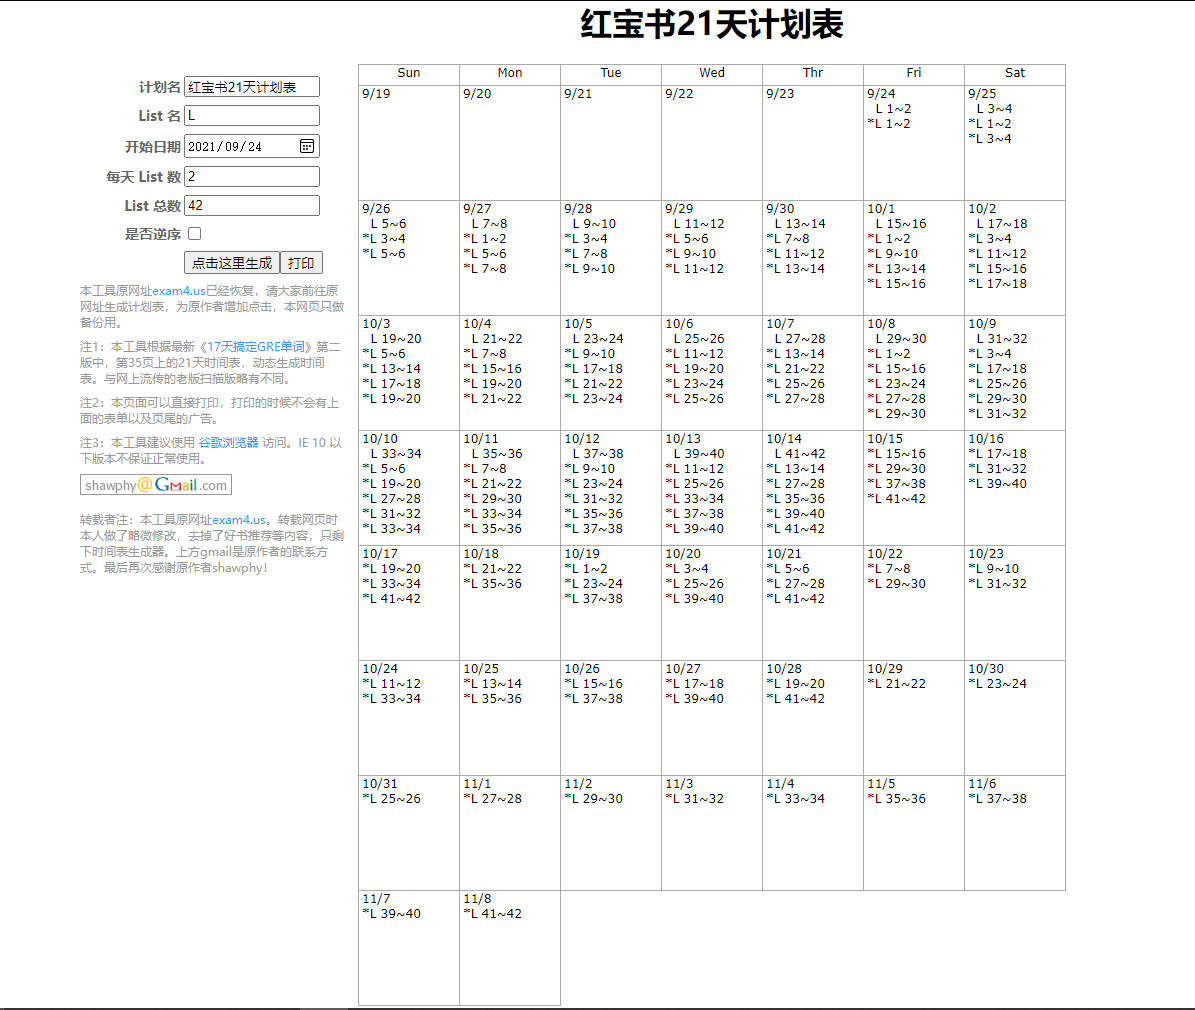 红宝书21天计划表
计划名 红宝书21天计划表
List 名 L
开始日期 2021/09/24
每天 List 数 2
List 总数 42
是否逆序
点击这里生成 打印
本工具原网址exam4.us已经恢复，请大家前往原
网址生成计划表，为原作者增加点击，本网页只做
备份用。
注1：本工具根据最新《17天搞定GRE单词》第二
版中，第35页上的21天时间表，动态生成时间
表。与网上流传的老版扫描版略有不同。
注2：本页面可以直接打印，打印的时候不会有上
面的表单以及页尾的广告。
注3：本工具建议使用 谷歌浏览器 访问。IE 10 以
下版本不保证正常使用。
shawphy@Gmail.com
转载者注：本工具原网址exam4.us。转载网页时
本人做了略微修改，去掉了好书推荐等内容，只剩
下时间表生成器。上方gmail是原作者的联系方
式。最后再次感谢原作者shawphy！
Sun Mon Tue Wed Thr Fri Sat
9/19 9/20 9/21 9/22 9/23 9/24 9/25
L 1~2 L 3~4
*L 1~2 *L 1~2
*L 3~4
9/26 9/27 9/28 9/29 9/30 10/1 10/2
L 5~6 L 7~8 L 9~10 L 11~12 L 13~14 L 15~16 L 17~18
*L 3~4 *L 1~2 *L 3~4 *L 5~6 *L 7~8 *L 1~2 *L 3~4
*L 5~6 *L 5~6 *L 7~8 *L 9~10 *L 11~12 *L 9~10 *L 11~12
*L 7~8 *L 9~10 *L 11~12 *L 13~14 *L 13~14 *L 15~16
*L 15~16 *L 17~18
10/3 10/4 10/5 10/6 10/7 10/8 10/9
L 19~20 L 21~22 L 23~24 L 25~26 L 27~28 L 29~30 L 31~32
*L 5~6 *L 7~8 *L 9~10 *L 11~12 *L 13~14 *L 1~2 *L 3~4
*L 13~14 *L 15~16 *L 17~18 *L 19~20 *L 21~22 *L 15~16 *L 17~18
*L 17~18 *L 19~20 *L 21~22 *L 23~24 *L 25~26 *L 23~24 *L 25~26
*L 19~20 *L 21~22 *L 23~24 *L 25~26 *L 27~28 *L 27~28 *L 29~30
*L 29~30 *L 31~32
10/10 10/11 10/12 10/13 10/14 10/15 10/16
L 33~34 L 35~36 L 37~38 L 39~40 L 41~42 *L 15~16 *L 17~18
*L 5~6 *L 7~8 *L 9~10 *L 11~12 *L 13~14 *L 29~30 *L 31~32
*L 19~20 *L 21~22 *L 23~24 *L 25~26 *L 27~28 *L 37~38 *L 39~40
*L 27~28 *L 29~30 *L 31~32 *L 33~34 *L 35~36 *L 41~42
*L 31~32 *L 33~34 *L 35~36 *L 37~38 *L 39~40
*L 33~34 *L 35~36 *L 37~38 *L 39~40 *L 41~42
10/17 10/18 10/19 10/20 10/21 10/22 10/23
*L 19~20 *L 21~22 *L 1~2 *L 3~4 *L 5~6 *L 7~8 *L 9~10
*L 33~34 *L 35~36 *L 23~24 *L 25~26 *L 27~28 *L 29~30 *L 31~32
*L 41~42 *L 37~38 *L 39~40 *L 41~42
10/24 10/25 10/26 10/27 10/28 10/29 10/30
*L 11~12 *L 13~14 *L 15~16 *L 17~18 *L 19~20 *L 21~22 *L 23~24
*L 33~34 *L 35~36 *L 37~38 *L 39~40 *L 41~42
10/31 11/1 11/2 11/3 11/4 11/5 11/6
*L 25~26 *L 27~28 *L 29~30 *L 31~32 *L 33~34 *L 35~36 *L 37~38
11/7 11/8
*L 39~40 *L 41~42